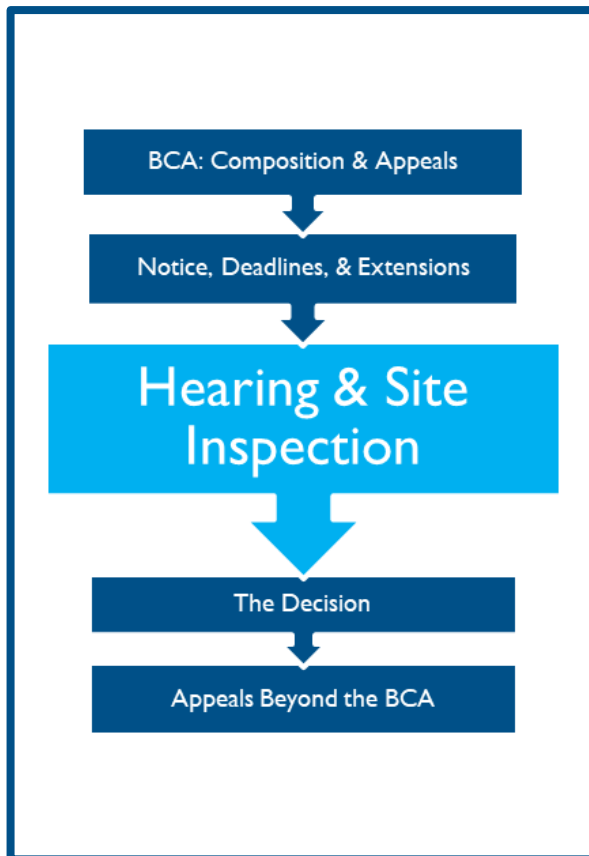 BCA: Composition & Appeals
Notice, Deadlines, & Extensions
Hearing & Site
Inspection
The Decision
Appeals Beyond the BCA